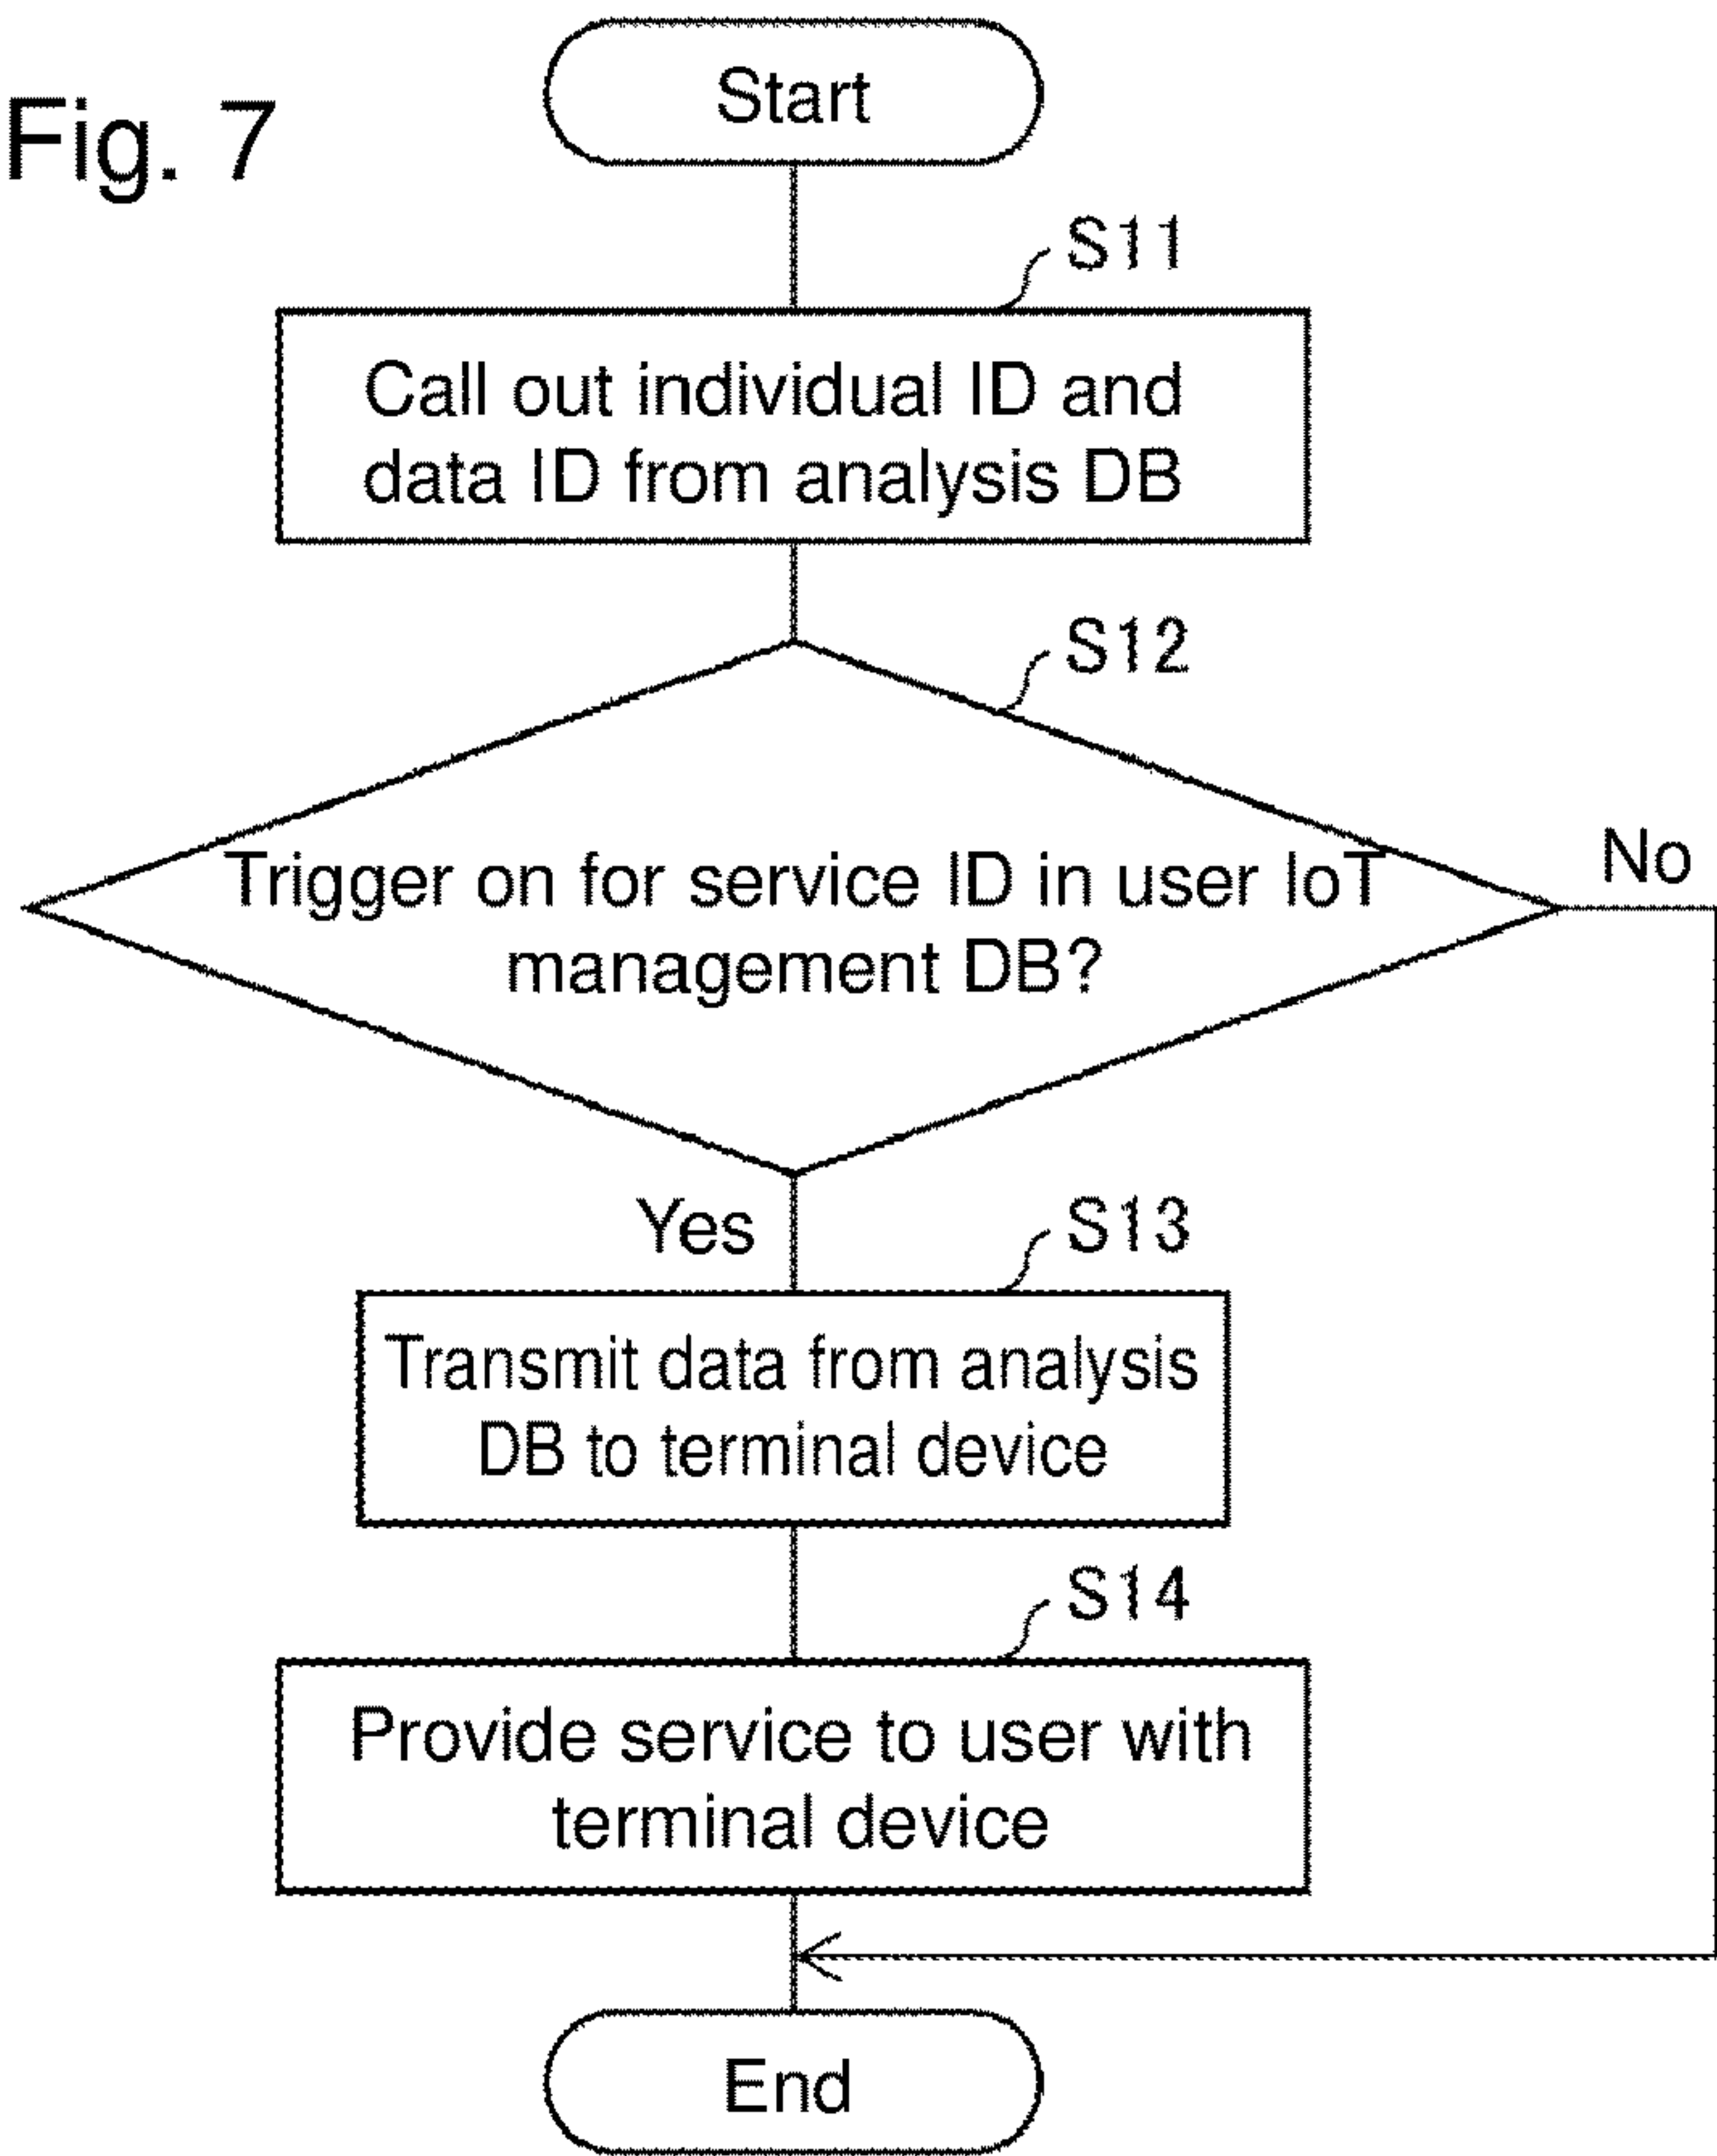 Fig. 7
Start
S11
Call out individual ID and
data ID from analysis DB
S12
Trigger on for service ID in user IoT
management DB?
No
Yes
S13
Transmit data from analysis
DB to terminal device
S14
Provide service to user with
terminal device
End